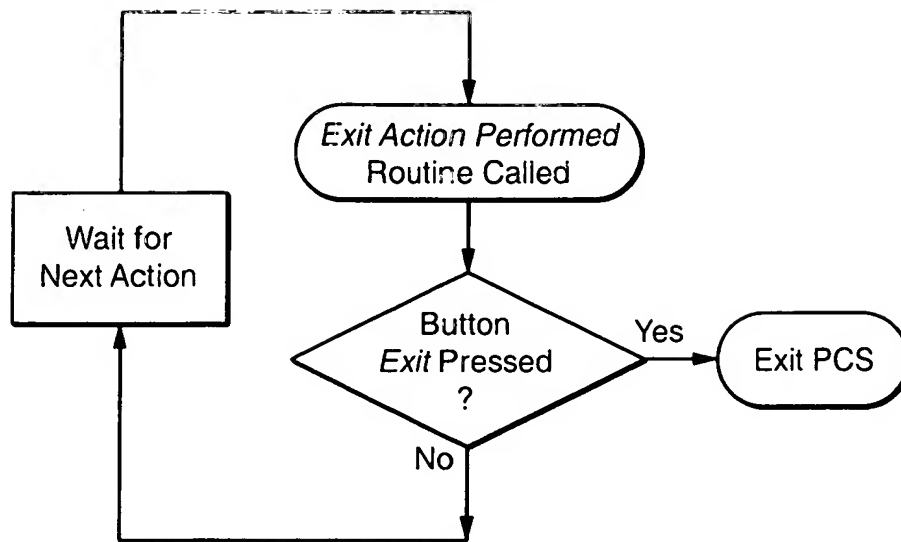 Exit Action Performed
Routine Called
Wait for
Next Action
Button
Exit Pressed
?
Yes
Exit PCS
No